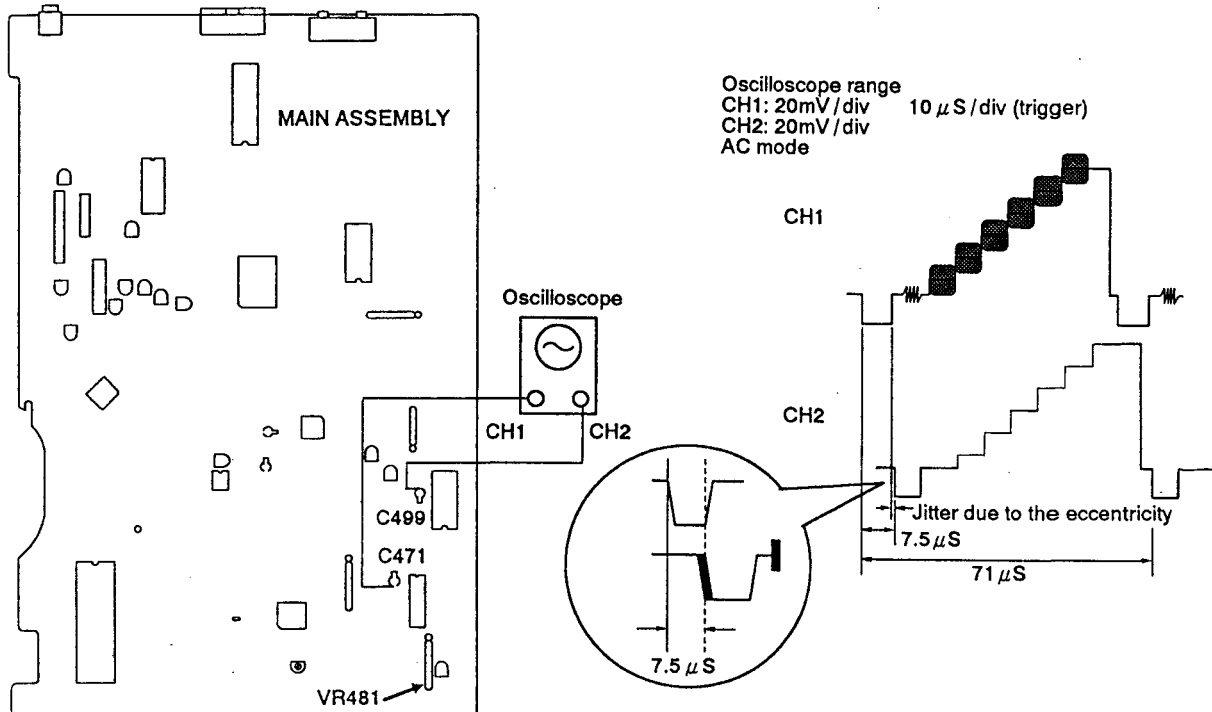 MAIN ASSEMBLY
Oscilloscope
CH1
CH2
C499
C471
VR481
Oscilloscope range
CH1: 20mV/div 10 μS/div (trigger)
CH2: 20mV/div
AC mode
CH1
CH2
Jitter due to the eccentricity
7.5 μS
71 μS
7.5 μS